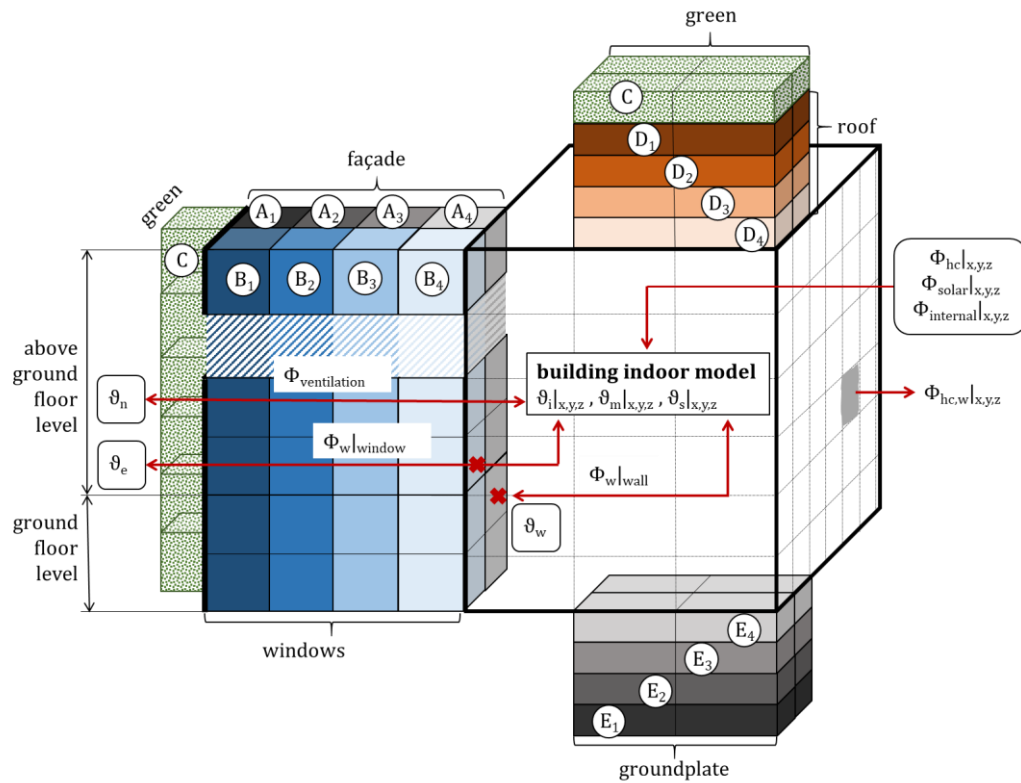 green
C
roof
D₁
D₂
D₃
D₄
façade
green
A₁ A₂ A₃ A₄
C
B₁ B₂ B₃ B₄
Φhc|x,y,z
Φsolar|x,y,z
Φinternal|x,y,z
above
ground
floor
level
Φventilation
building indoor model
ϑi|x,y,z , ϑm|x,y,z , ϑs|x,y,z
ϑn
Φhc,w|x,y,z
Φw|window
ϑe
Φw|wall
ϑw
ground
floor
level
windows
E₄
E₃
E₂
E₁
groundplate